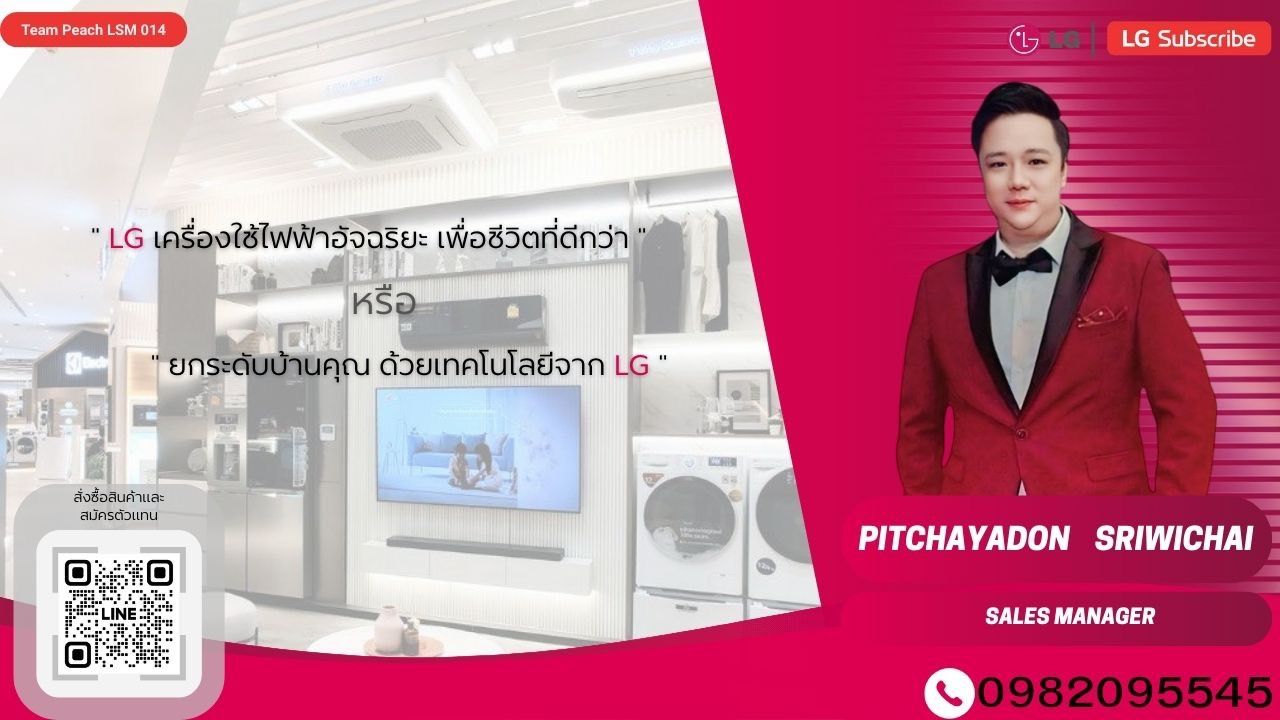 Team Peach LSM 014
LG
LG Subscribe
" LG เครื่องใช้ไฟฟ้าอัจฉริยะ เพื่อชีวิตที่ดีกว่า "
หรือ
" ยกระดับบ้านคุณ ด้วยเทคโนโลยีจาก LG "
สั่งซื้อสินค้าและ
สมัครตัวแทน
LINE
PITCHAYADON SRIWICHAI
SALES MANAGER
0982095545